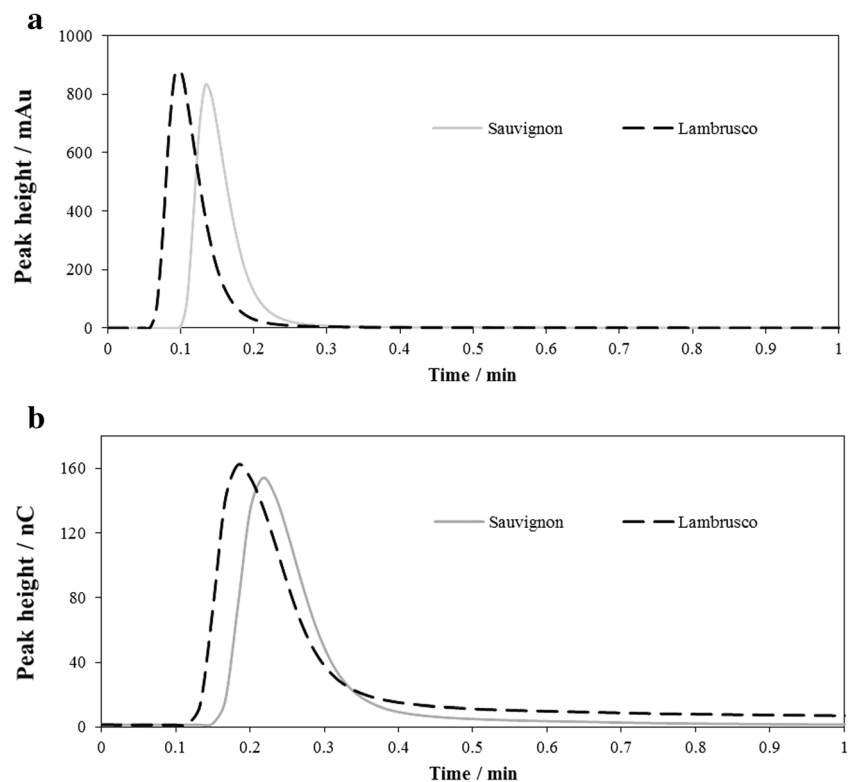 a
Peak height / mAu
1000
800
600
400
200
0
Sauvignon
Lambrusco
0 0.1 0.2 0.3 0.4 0.5 0.6 0.7 0.8 0.9 1
Time / min
b
Peak height / nC
160
120
80
40
0
Sauvignon
Lambrusco
0 0.1 0.2 0.3 0.4 0.5 0.6 0.7 0.8 0.9 1
Time / min